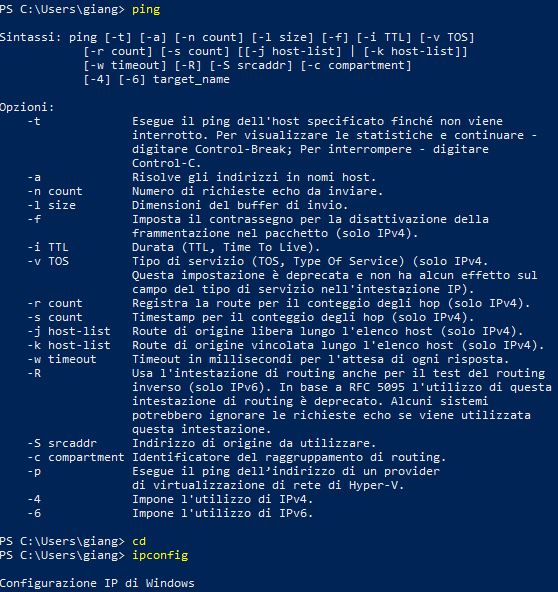 PS C:\Users\giang> ping
Sintassi: ping [-t] [-a] [-n count] [-l size] [-f] [-i TTL] [-v TOS]
[-r count] [-s count] [[-j host-list] | [-k host-list]]
[-w timeout] [-R] [-S srcaddr] [-c compartment]
[-4] [-6] target_name
Opzioni:
-t Esegue il ping dell'host specificato finché non viene
interrotto. Per visualizzare le statistiche e continuare -
digitare Control-Break; Per interrompere - digitare
Control-C.
-a Risolve gli indirizzi in nomi host.
-n count Numero di richieste echo da inviare.
-l size Dimensioni del buffer di invio.
-f Imposta il contrassegno per la disattivazione della
frammentazione nel pacchetto (solo IPv4).
-i TTL Durata (TTL, Time To Live).
-v TOS Tipo di servizio (TOS, Type Of Service) (solo IPv4.
Questa impostazione è deprecata e non ha alcun effetto sul
campo del tipo di servizio nell'intestazione IP).
-r count Registra la route per il conteggio degli hop (solo IPv4).
-s count Timestamp per il conteggio degli hop (solo IPv4).
-j host-list Route di origine libera lungo l'elenco host (solo IPv4).
-k host-list Route di origine vincolata lungo l'elenco host (solo IPv4).
-w timeout Timeout in millisecondi per l'attesa di ogni risposta.
-R Usa l'intestazione di routing anche per il test del routing
inverso (solo IPv6). In base a RFC 5095 l'utilizzo di questa
intestazione di routing è deprecato. Alcuni sistemi
potrebbero ignorare le richieste echo se viene utilizzata
questa intestazione.
-S srcaddr Indirizzo di origine da utilizzare.
-c compartment Identificatore del raggruppamento di routing.
-p Esegue il ping dell’indirizzo di un provider
di virtualizzazione di rete di Hyper-V.
-4 Impone l'utilizzo di IPv4.
-6 Impone l'utilizzo di IPv6.
PS C:\Users\giang> cd
PS C:\Users\giang> ipconfig
Configurazione IP di Windows